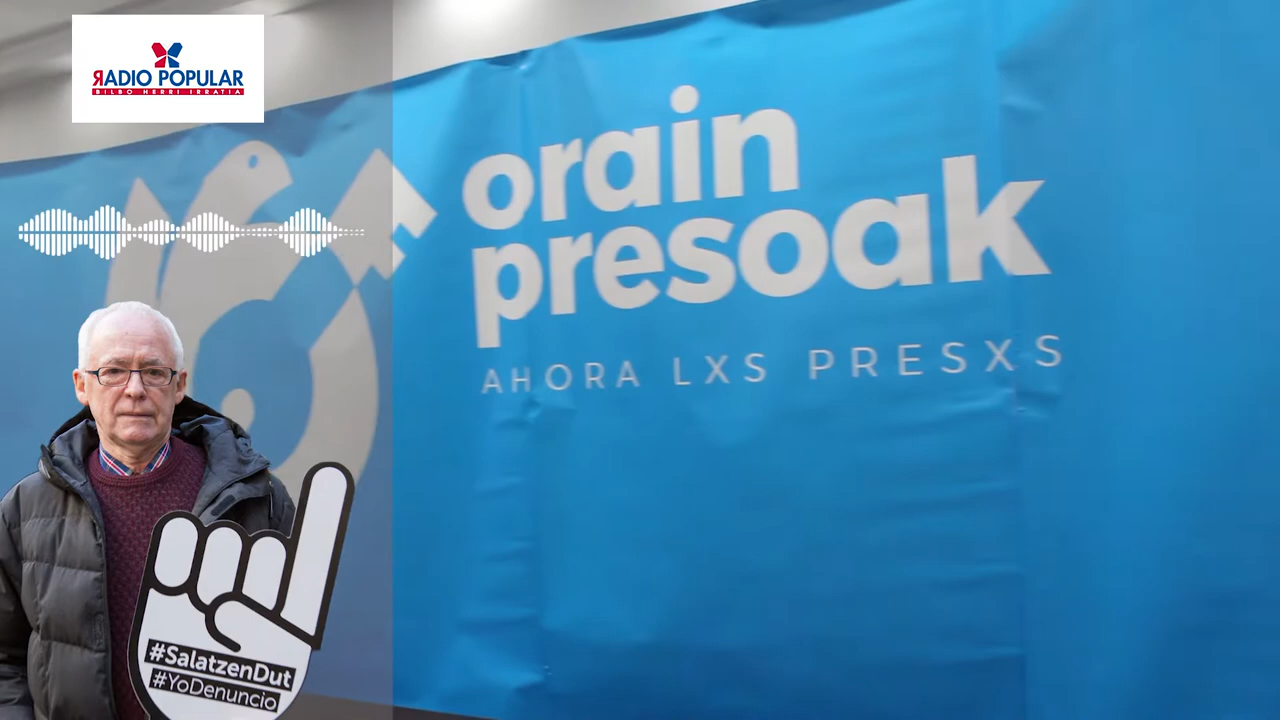 RADIO POPULAR
BILBO HERRI IRRATIA
orain
presoak
AHORA LXS PRESXS
#SalatzenDut
#YoDenuncio